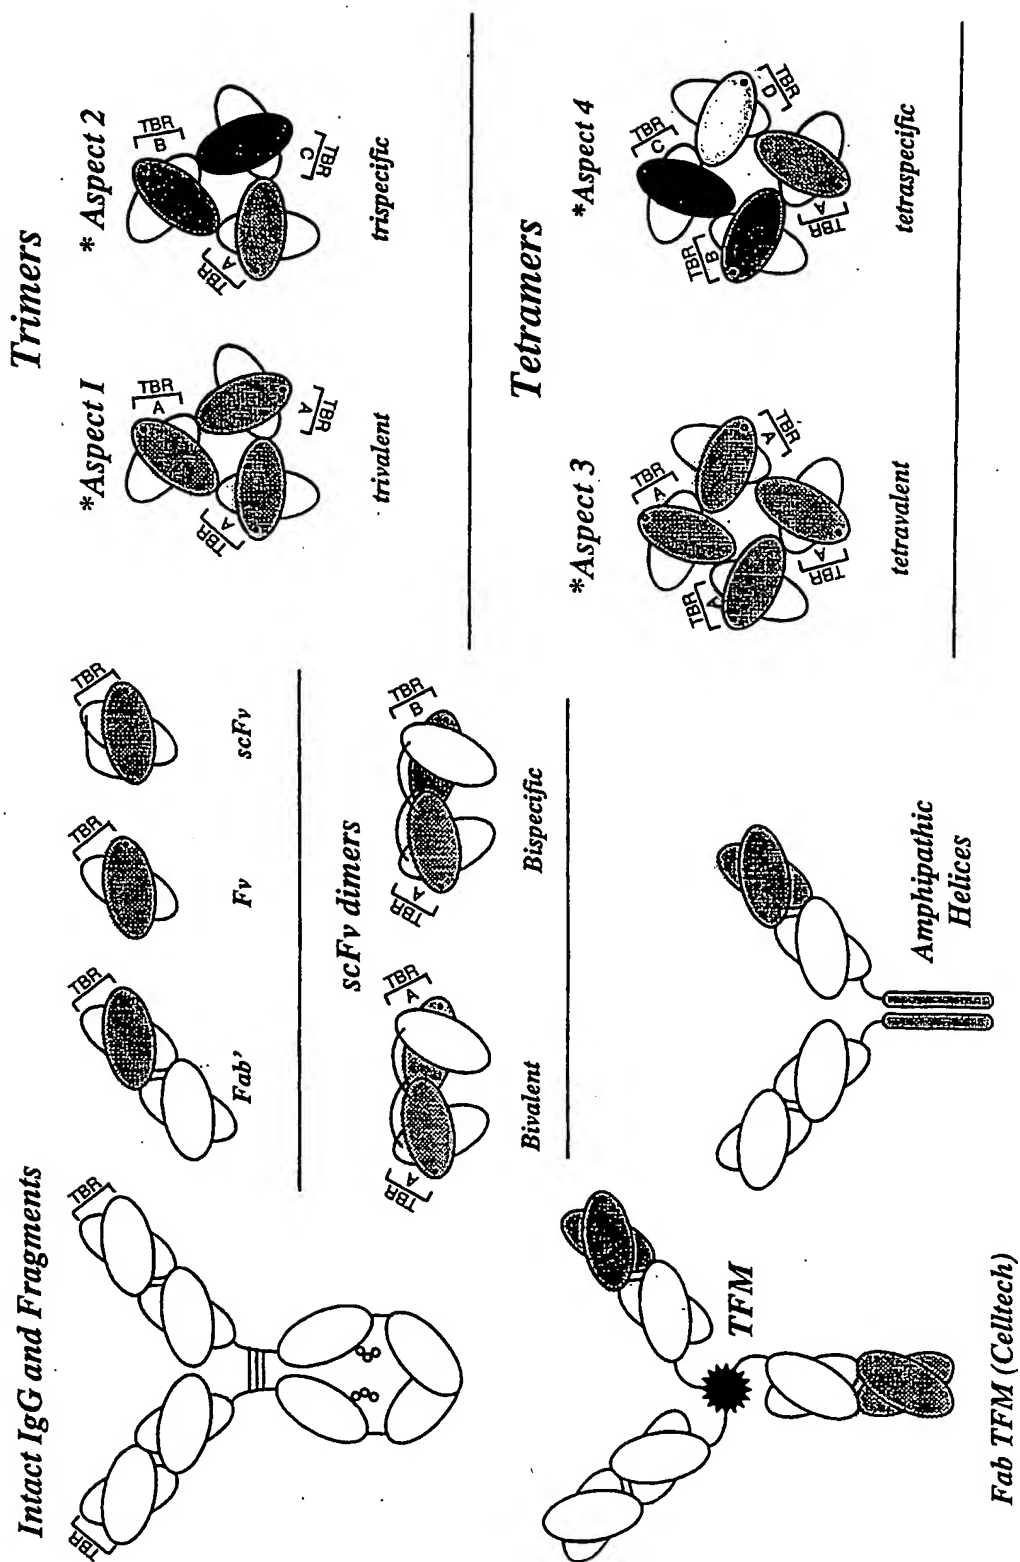 Intact IgG and Fragments
TBR
TBR
TBR
Fab'
TBR
Fv
TBR
scFv
scFv dimers
TBR
A
TBR
A
Bivalent
TBR
A
TBR
B
Bispecific
Trimers
*Aspect I
TBR
A
TBR
A
TBR
A
trivalent
* Aspect 2
TBR
A
TBR
B
TBR
C
trispecific
Tetramers
*Aspect 3
TBR
A
TBR
A
TBR
A
TBR
A
tetravalent
*Aspect 4
TBR
B
TBR
C
TBR
D
TBR
A
tetraspecific
TFM
Fab TFM (Celltech)
Amphipathic
Helices